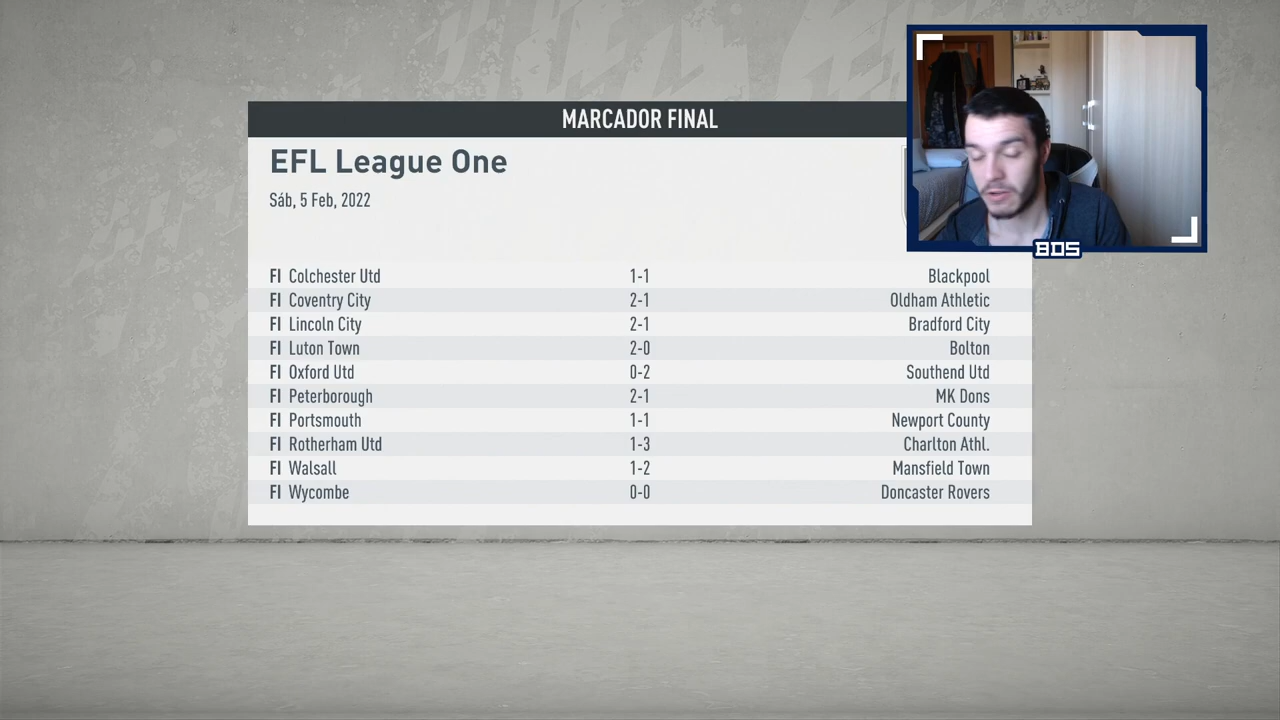 MARCADOR FINAL
EFL League One
Sáb, 5 Feb, 2022
FI Colchester Utd 1-1 Blackpool
FI Coventry City 2-1 Oldham Athletic
FI Lincoln City 2-1 Bradford City
FI Luton Town 2-0 Bolton
FI Oxford Utd 0-2 Southend Utd
FI Peterborough 2-1 MK Dons
FI Portsmouth 1-1 Newport County
FI Rotherham Utd 1-3 Charlton Athl.
FI Walsall 1-2 Mansfield Town
FI Wycombe 0-0 Doncaster Rovers
BDS